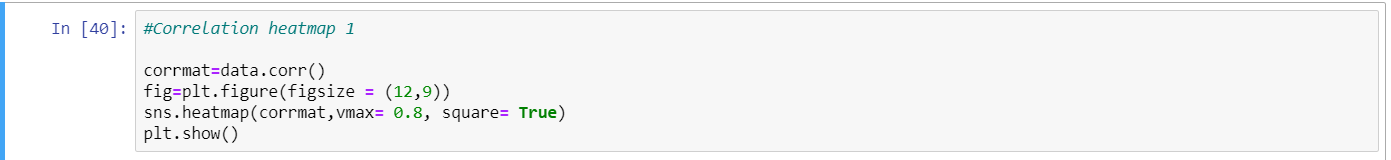 In [40]: #Correlation heatmap 1
corrmat=data.corr()
fig=plt.figure(figsize = (12,9))
sns.heatmap(corrmat,vmax= 0.8, square= True)
plt.show()